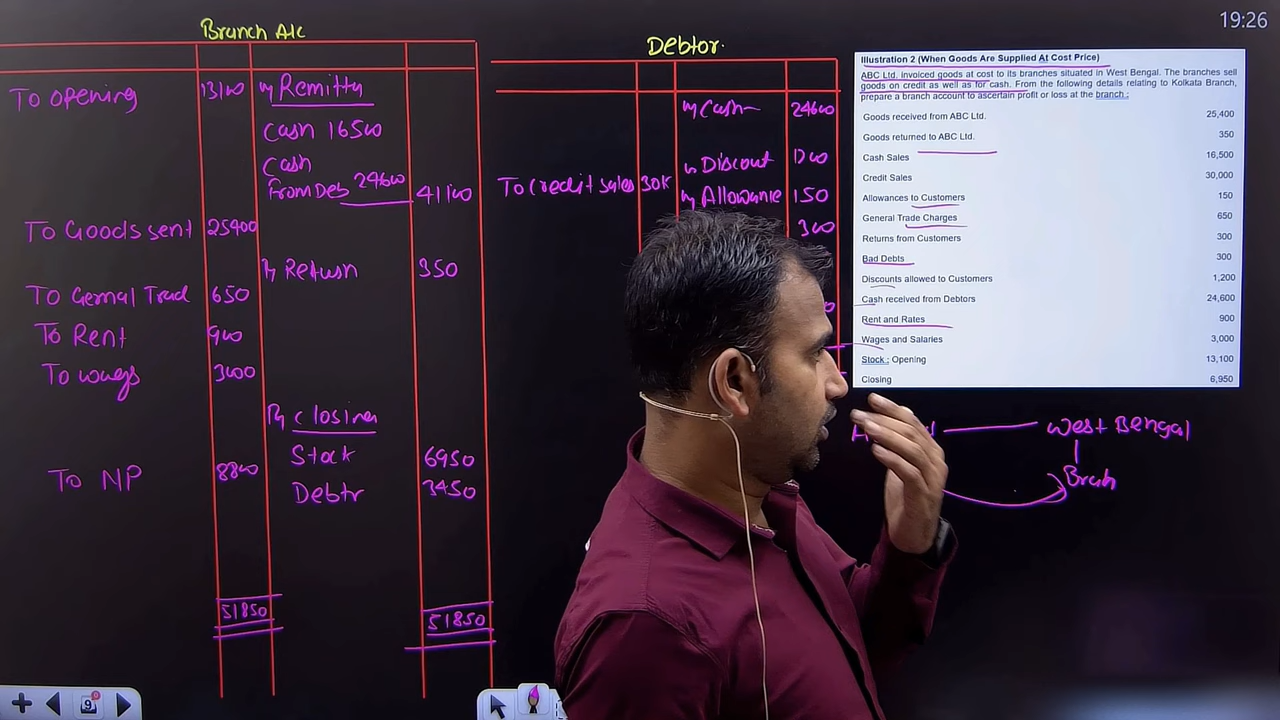 19:26
Branch A/c
To opening 13100 By Remittu
Cash 16500
Cash
From Deb 24600 41100
To Goods sent 25400
By Return 350
To Gernal Trad 650
To Rent 900
To wags 3000
By closing
Stock 6950
To NP 8800
Debtr 3450
51850 51850
Debtor.
By Cash 24600
By Discout 1200
To credit sales 30K By Allowance 150
300
Illustration 2 (When Goods Are Supplied At Cost Price)
ABC Ltd. invoiced goods at cost to its branches situated in West Bengal. The branches sell
goods on credit as well as for cash. From the following details relating to Kolkata Branch,
prepare a branch account to ascertain profit or loss at the branch :
Goods received from ABC Ltd. 25,400
Goods returned to ABC Ltd. 350
Cash Sales 16,500
Credit Sales 30,000
Allowances to Customers 150
General Trade Charges 650
Returns from Customers 300
Bad Debts 300
Discounts allowed to Customers 1,200
Cash received from Debtors 24,600
Rent and Rates 900
Wages and Salaries 3,000
Stock : Opening 13,100
Closing 6,950
West Bengal
Brach
9